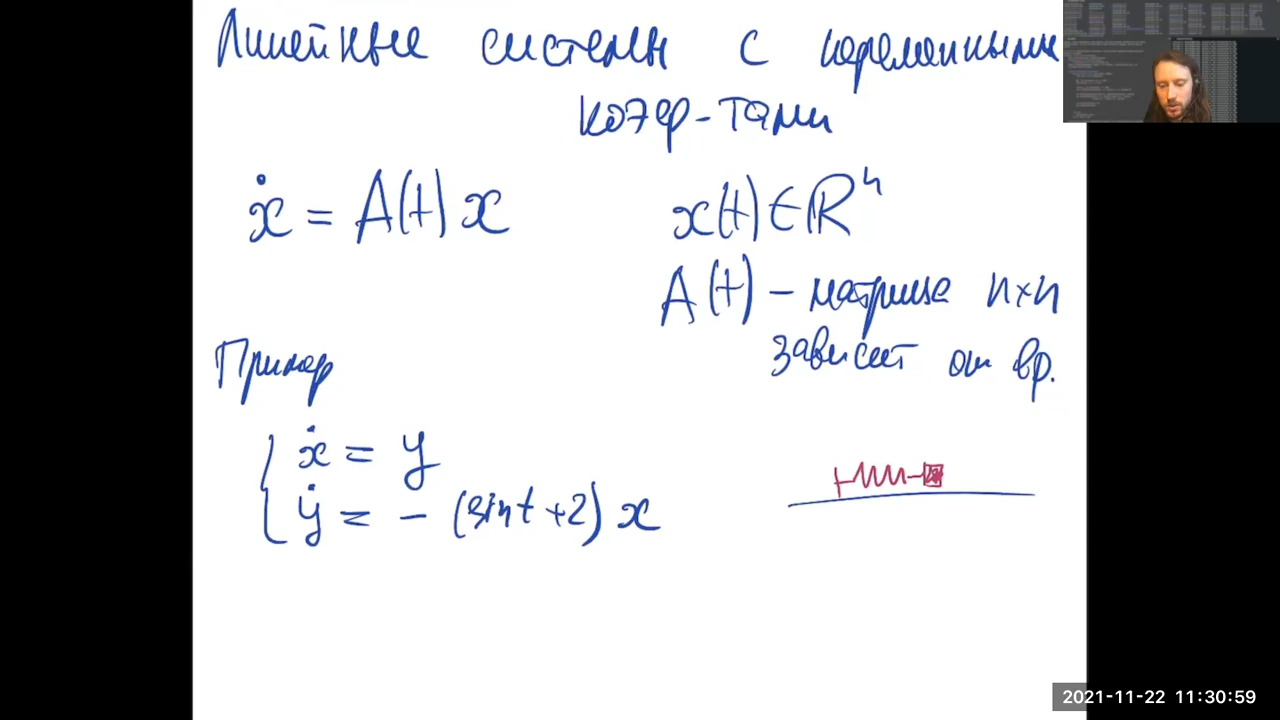 Линейные системы с переменными
коэф-тами
ẋ = A(t) x
x(t) ∈ ℝⁿ
A(t) – матрица n×n
зависит от вр.
Пример
ẋ = y
ẏ = – (sin t + 2) x
2021-11-22 11:30:59